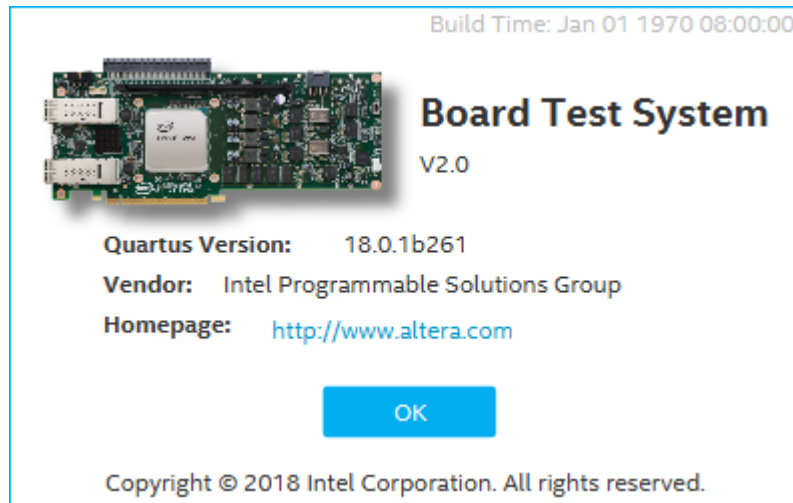 Build Time: Jan 01 1970 08:00:00
Board Test System
V2.0
Quartus Version: 18.0.1b261
Vendor: Intel Programmable Solutions Group
Homepage: http://www.altera.com
OK
Copyright © 2018 Intel Corporation. All rights reserved.